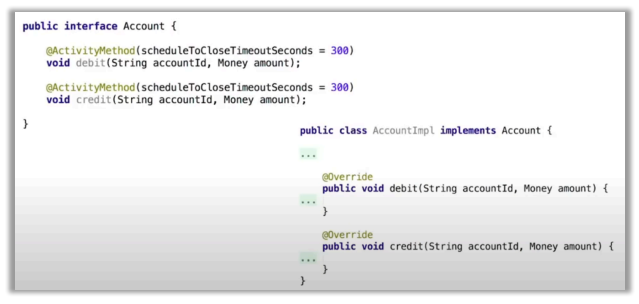 public interface Account {
@ActivityMethod(scheduleToCloseTimeoutSeconds = 300)
void debit(String accountId, Money amount);
@ActivityMethod(scheduleToCloseTimeoutSeconds = 300)
void credit(String accountId, Money amount);
}
public class AccountImpl implements Account {
...
@Override
public void debit(String accountId, Money amount) {
...
}
@Override
public void credit(String accountId, Money amount) {
...
}
}